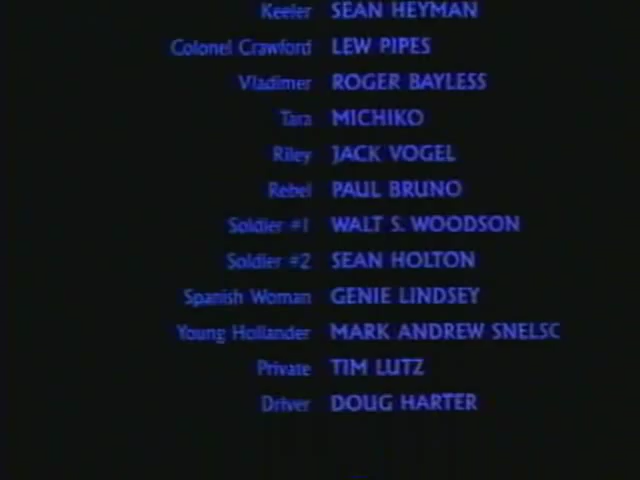 Keeler SEAN HEYMAN
Colonel Crawford LEW PIPES
Vladimer ROGER BAYLESS
Tara MICHIKO
Riley JACK VOGEL
Rebel PAUL BRUNO
Soldier #1 WALT S. WOODSON
Soldier #2 SEAN HOLTON
Spanish Woman GENIE LINDSEY
Young Hollander MARK ANDREW SNELSC
Private TIM LUTZ
Driver DOUG HARTER